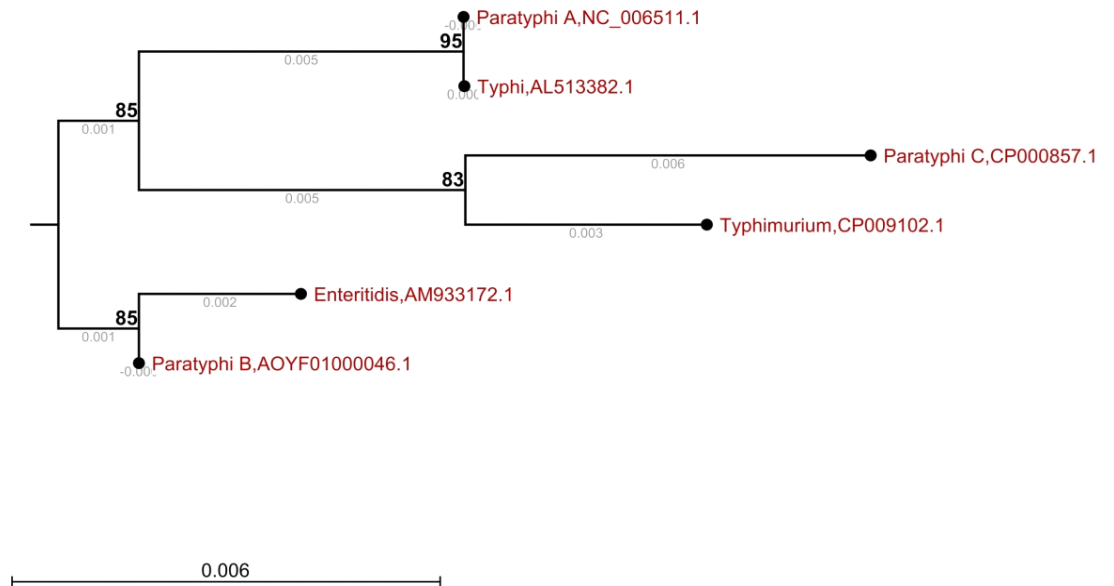 Paratyphi A,NC_006511.1
95
0.005
Typhi,AL513382.1
85
0.001
Paratyphi C,CP000857.1
0.006
83
0.005
Typhimurium,CP009102.1
0.003
Enteritidis,AM933172.1
0.002
85
0.001
Paratyphi B,AOYF01000046.1
0.006